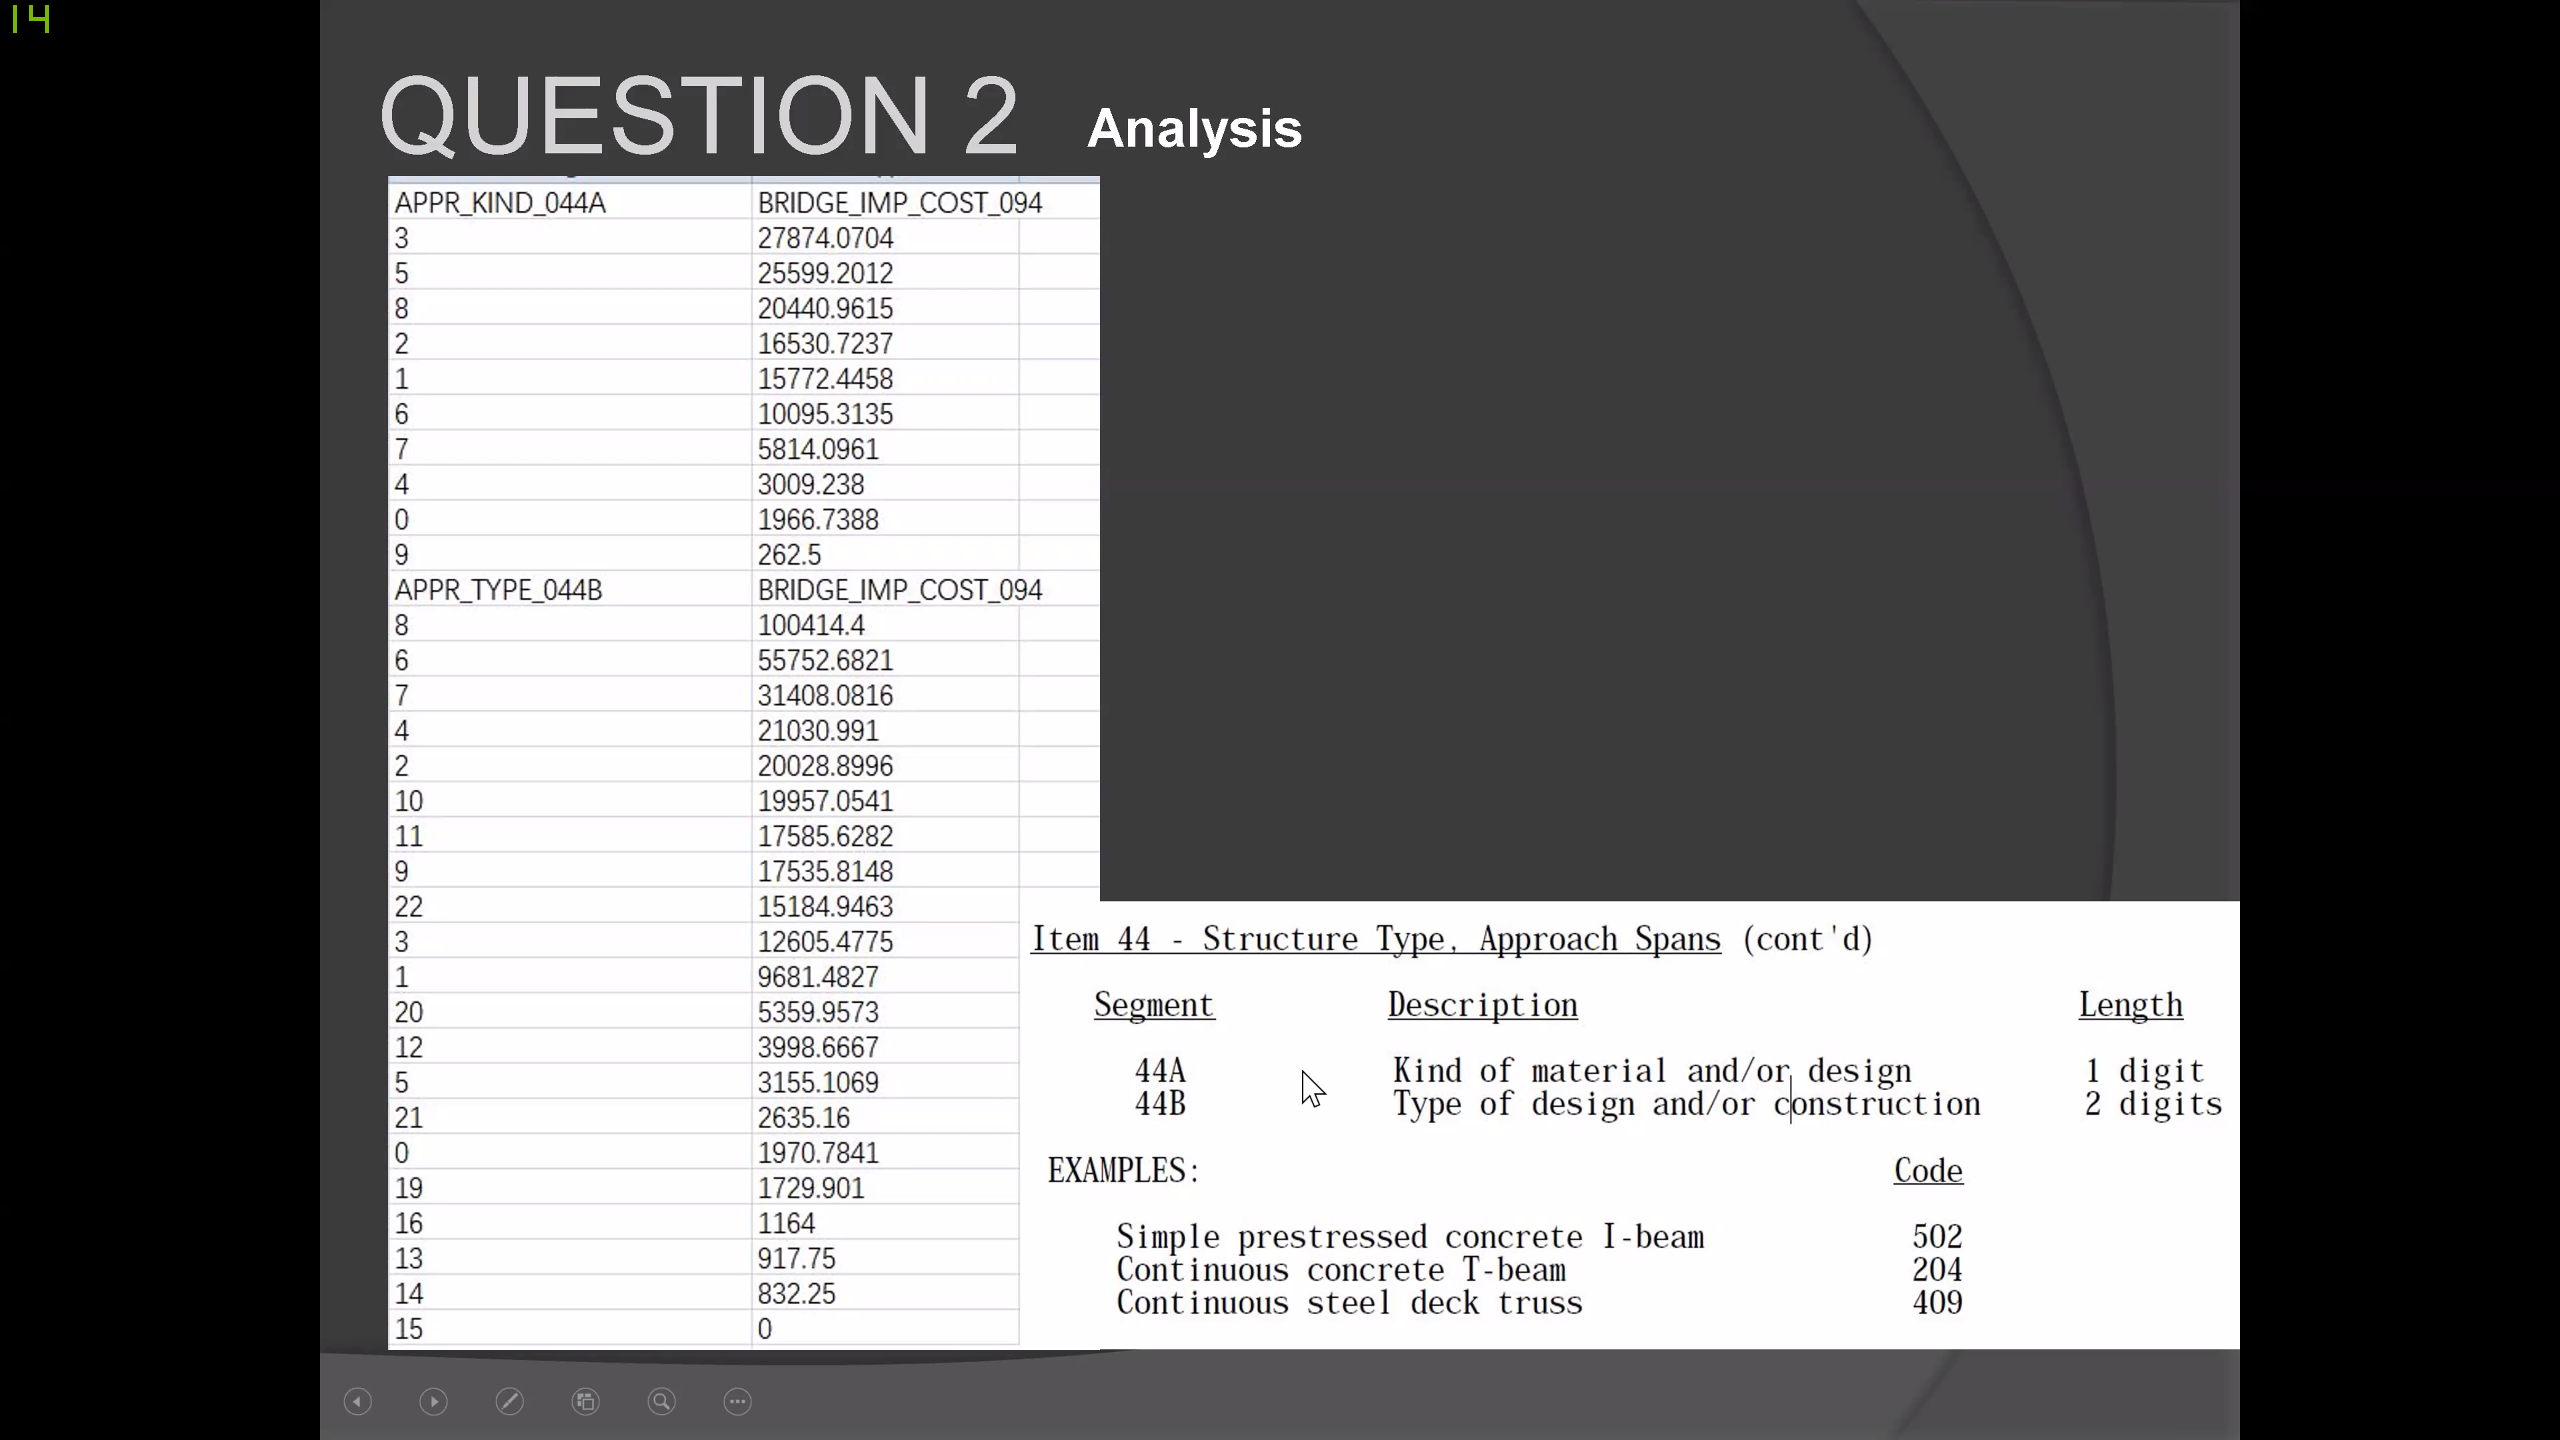 14
QUESTION 2 Analysis
APPR_KIND_044A BRIDGE_IMP_COST_094
3 27874.0704
5 25599.2012
8 20440.9615
2 16530.7237
1 15772.4458
6 10095.3135
7 5814.0961
4 3009.238
0 1966.7388
9 262.5
APPR_TYPE_044B BRIDGE_IMP_COST_094
8 100414.4
6 55752.6821
7 31408.0816
4 21030.991
2 20028.8996
10 19957.0541
11 17585.6282
9 17535.8148
22 15184.9463
3 12605.4775
1 9681.4827
20 5359.9573
12 3998.6667
5 3155.1069
21 2635.16
0 1970.7841
19 1729.901
16 1164
13 917.75
14 832.25
15 0
Item 44 - Structure Type, Approach Spans (cont'd)
Segment Description Length
44A Kind of material and/or design 1 digit
44B Type of design and/or construction 2 digits
EXAMPLES: Code
Simple prestressed concrete I-beam 502
Continuous concrete T-beam 204
Continuous steel deck truss 409